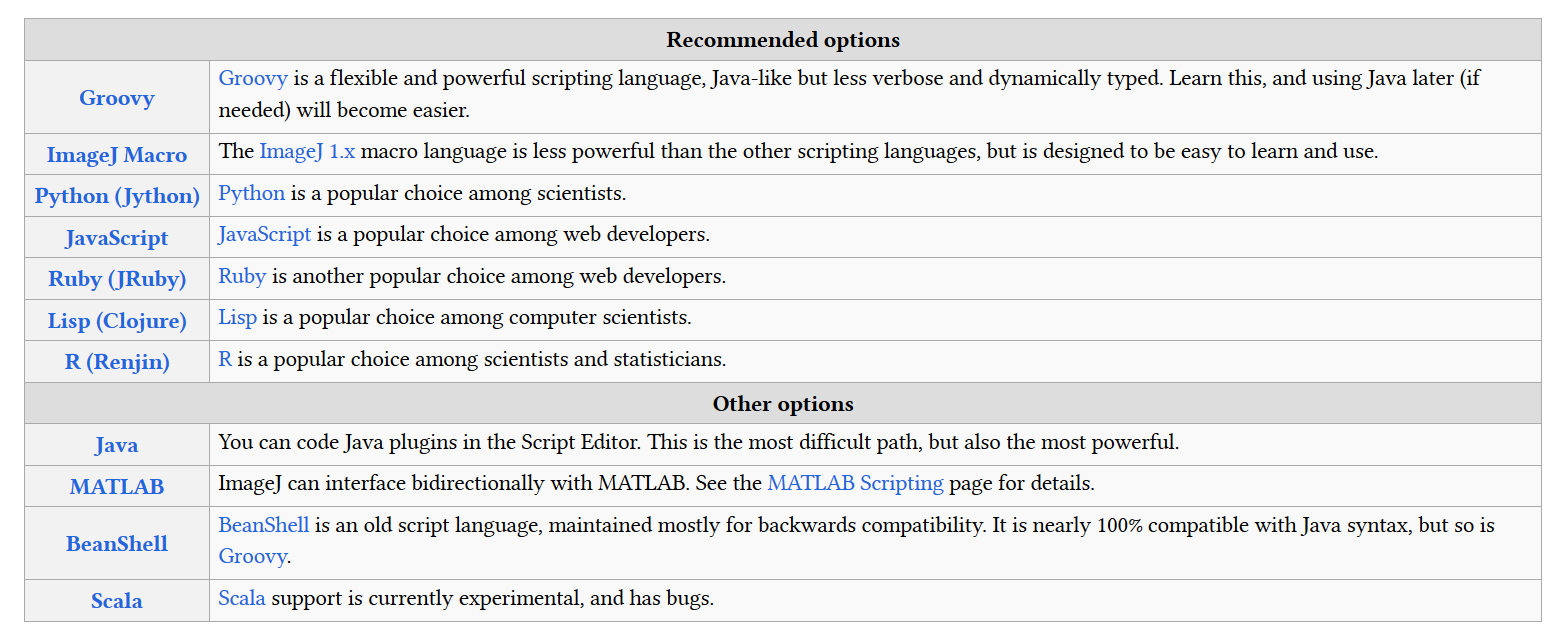 Recommended options
Groovy
Groovy is a flexible and powerful scripting language, Java-like but less verbose and dynamically typed. Learn this, and using Java later (if
needed) will become easier.
ImageJ Macro
The ImageJ 1.x macro language is less powerful than the other scripting languages, but is designed to be easy to learn and use.
Python (Jython)
Python is a popular choice among scientists.
JavaScript
JavaScript is a popular choice among web developers.
Ruby (JRuby)
Ruby is another popular choice among web developers.
Lisp (Clojure)
Lisp is a popular choice among computer scientists.
R (Renjin)
R is a popular choice among scientists and statisticians.
Other options
Java
You can code Java plugins in the Script Editor. This is the most difficult path, but also the most powerful.
MATLAB
ImageJ can interface bidirectionally with MATLAB. See the MATLAB Scripting page for details.
BeanShell
BeanShell is an old script language, maintained mostly for backwards compatibility. It is nearly 100% compatible with Java syntax, but so is
Groovy.
Scala
Scala support is currently experimental, and has bugs.